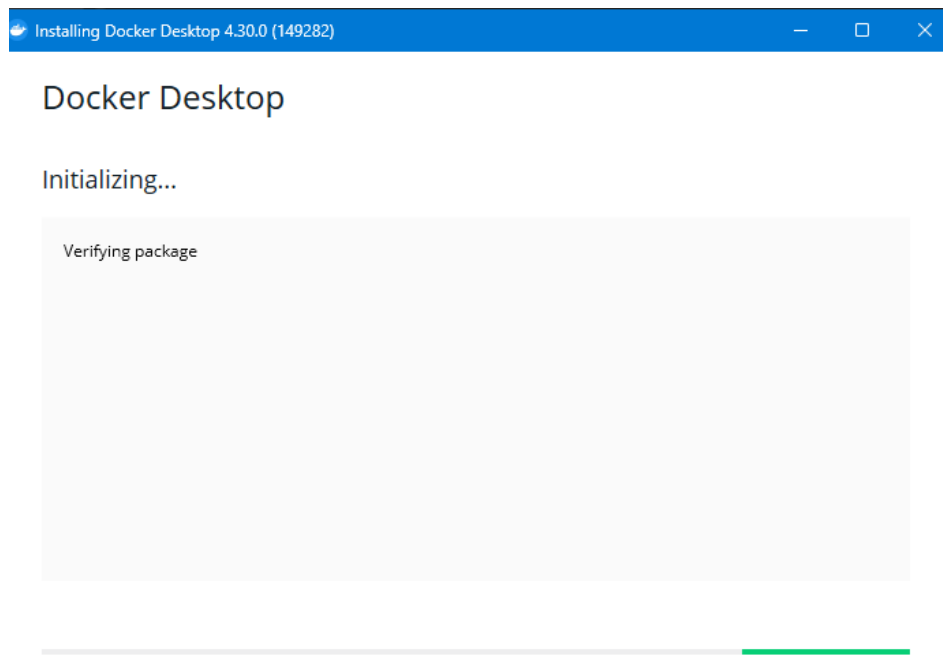 Installing Docker Desktop 4.30.0 (149282)
Docker Desktop
Initializing...
Verifying package